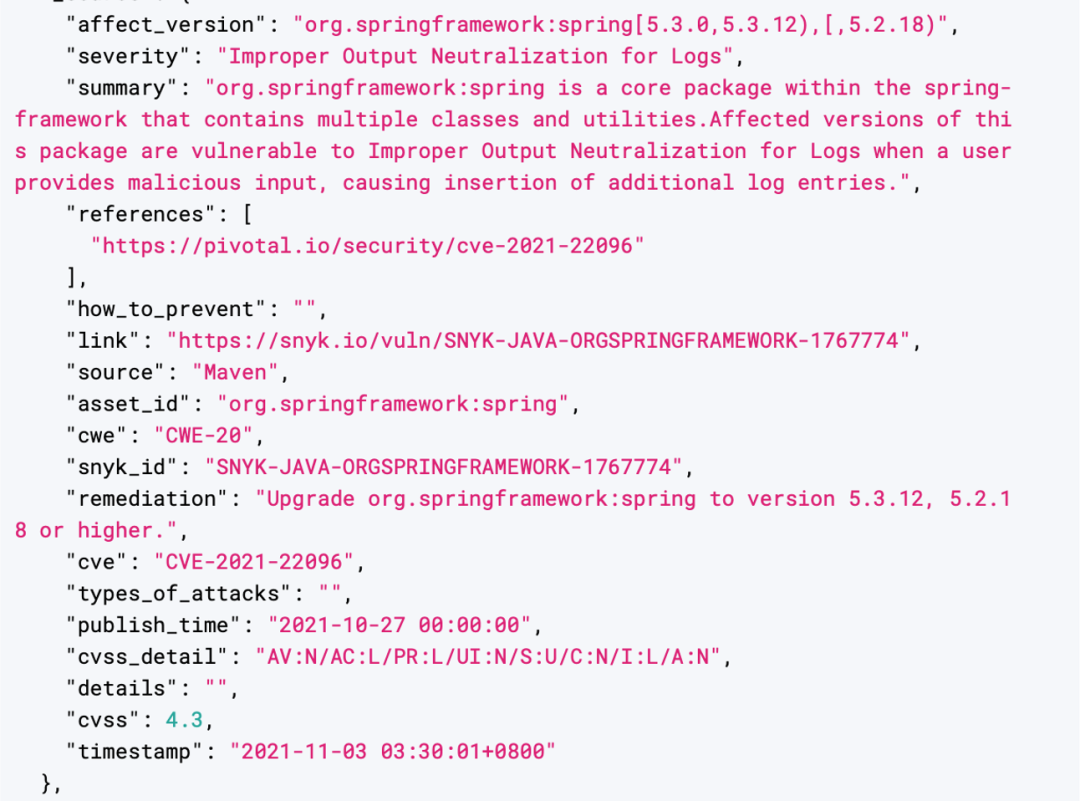 "affect_version": "org.springframework:spring[5.3.0,5.3.12),[,5.2.18)",
"severity": "Improper Output Neutralization for Logs",
"summary": "org.springframework:spring is a core package within the spring-
framework that contains multiple classes and utilities.Affected versions of thi
s package are vulnerable to Improper Output Neutralization for Logs when a user
provides malicious input, causing insertion of additional log entries.",
"references": [
"https://pivotal.io/security/cve-2021-22096"
],
"how_to_prevent": "",
"link": "https://snyk.io/vuln/SNYK-JAVA-ORGSPRINGFRAMEWORK-1767774",
"source": "Maven",
"asset_id": "org.springframework:spring",
"cwe": "CWE-20",
"snyk_id": "SNYK-JAVA-ORGSPRINGFRAMEWORK-1767774",
"remediation": "Upgrade org.springframework:spring to version 5.3.12, 5.2.1
8 or higher.",
"cve": "CVE-2021-22096",
"types_of_attacks": "",
"publish_time": "2021-10-27 00:00:00",
"cvss_detail": "AV:N/AC:L/PR:L/UI:N/S:U/C:N/I:L/A:N",
"details": "",
"cvss": 4.3,
"timestamp": "2021-11-03 03:30:01+0800"
},